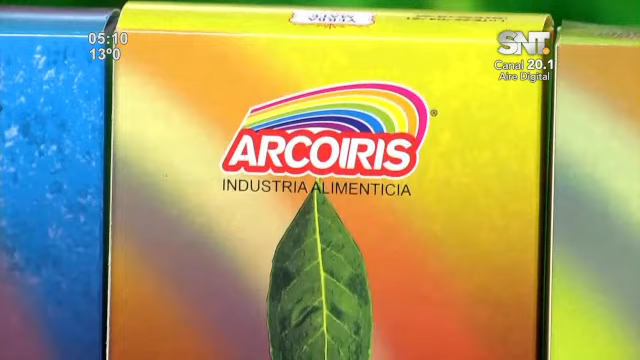 05:10
13°0
SNT.
Canal 20.1
Aire Digital
ARCOIRIS®
INDUSTRIA ALIMENTICIA